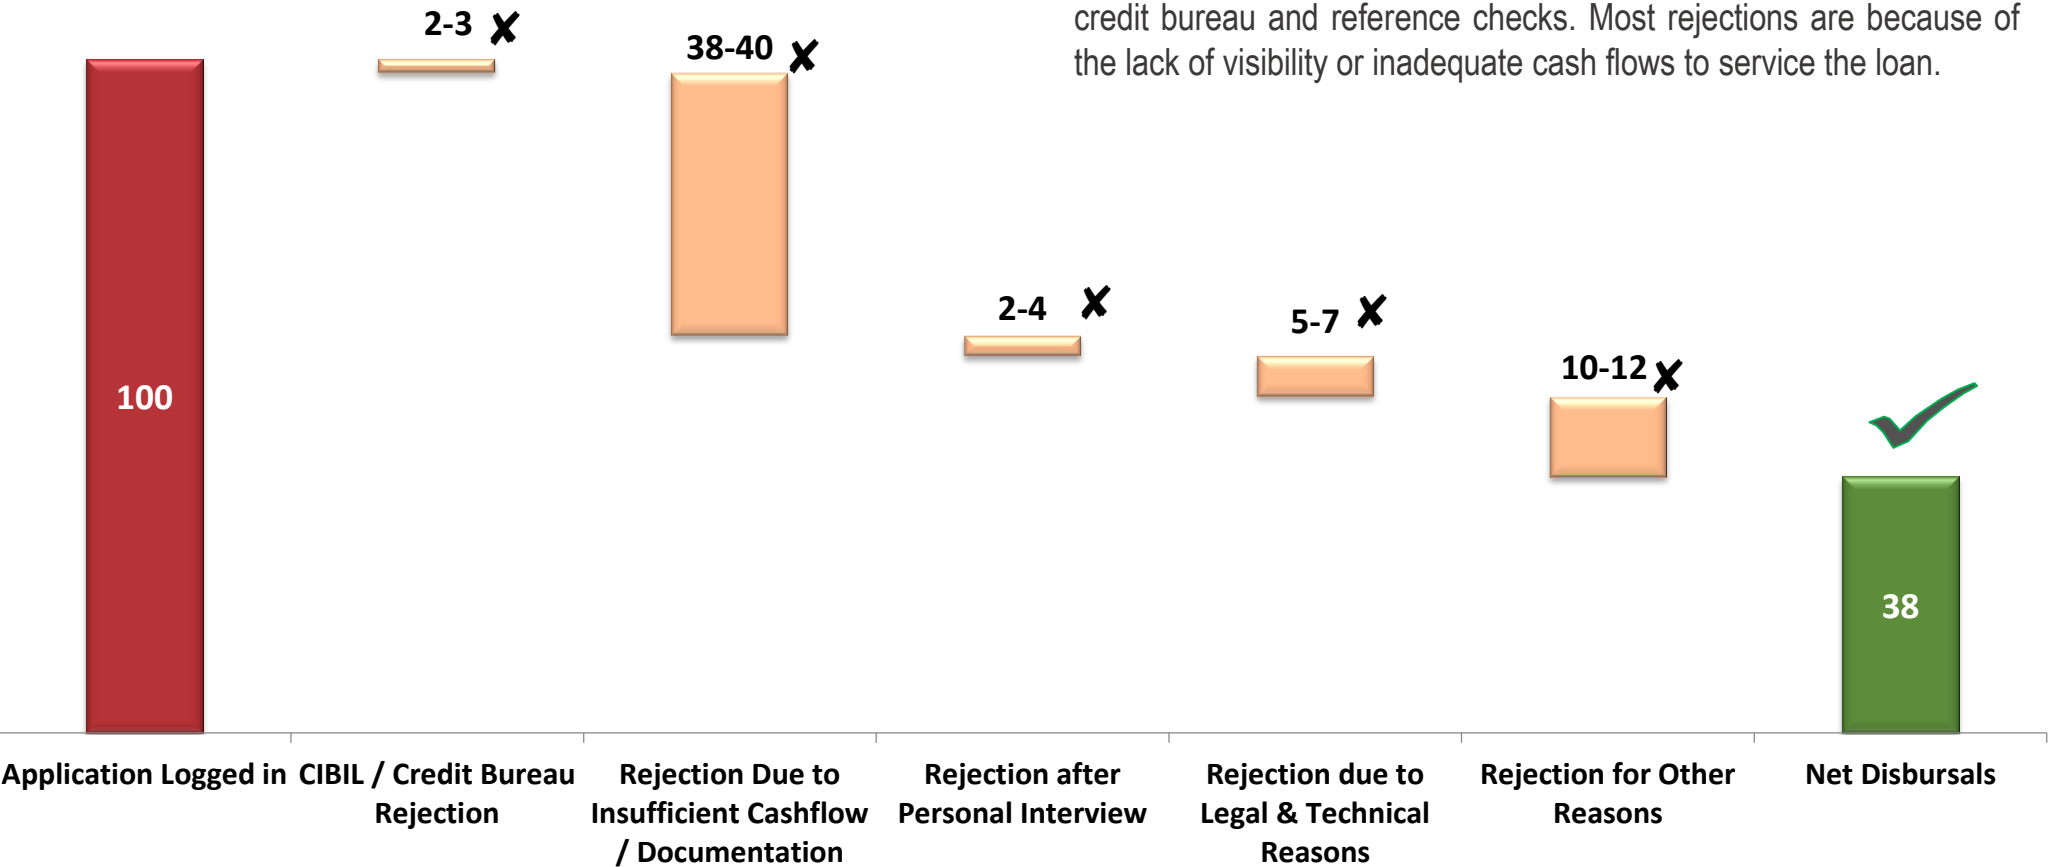 credit bureau and reference checks. Most rejections are because of
the lack of visibility or inadequate cash flows to service the loan.
2-3 ✘
38-40 ✘
2-4 ✘
5-7 ✘
10-12 ✘
100
38
Application Logged in
CIBIL / Credit Bureau
Rejection
Rejection Due to
Insufficient Cashflow
/ Documentation
Rejection after
Personal Interview
Rejection due to
Legal & Technical
Reasons
Rejection for Other
Reasons
Net Disbursals